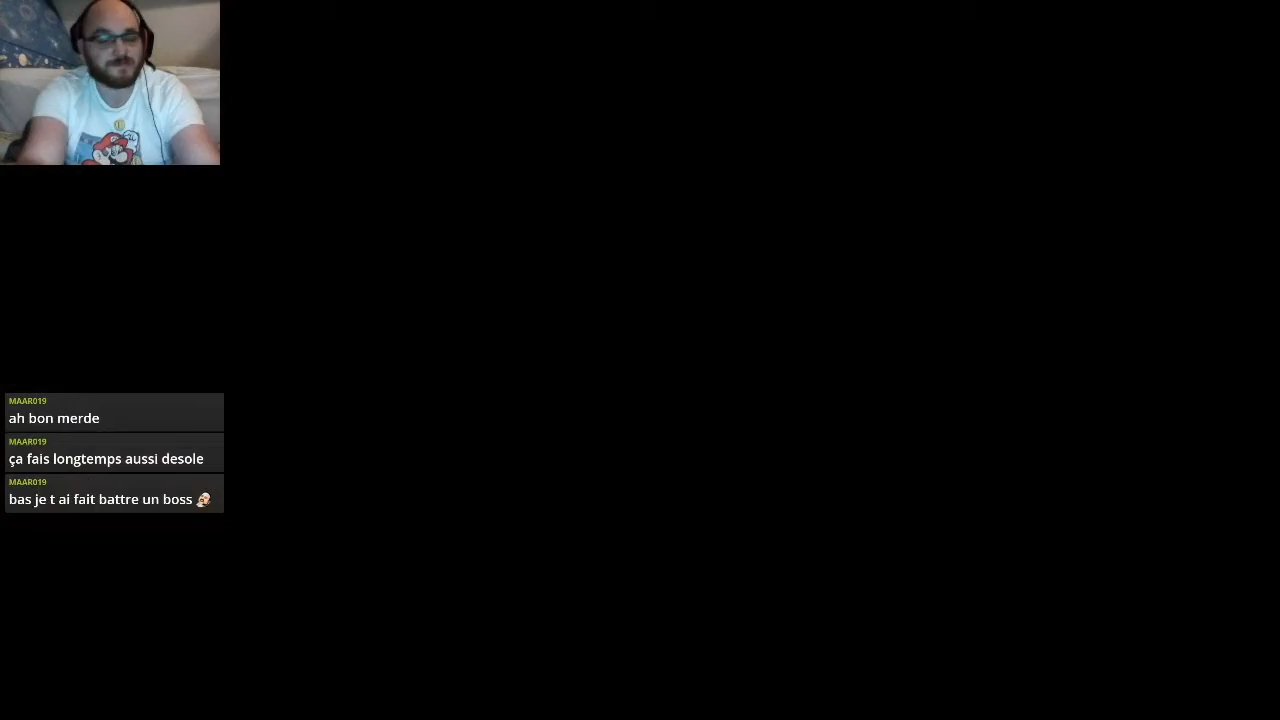 MAAR019
ah bon merde
MAAR019
ça fais longtemps aussi desole
MAAR019
bas je t ai fait battre un boss